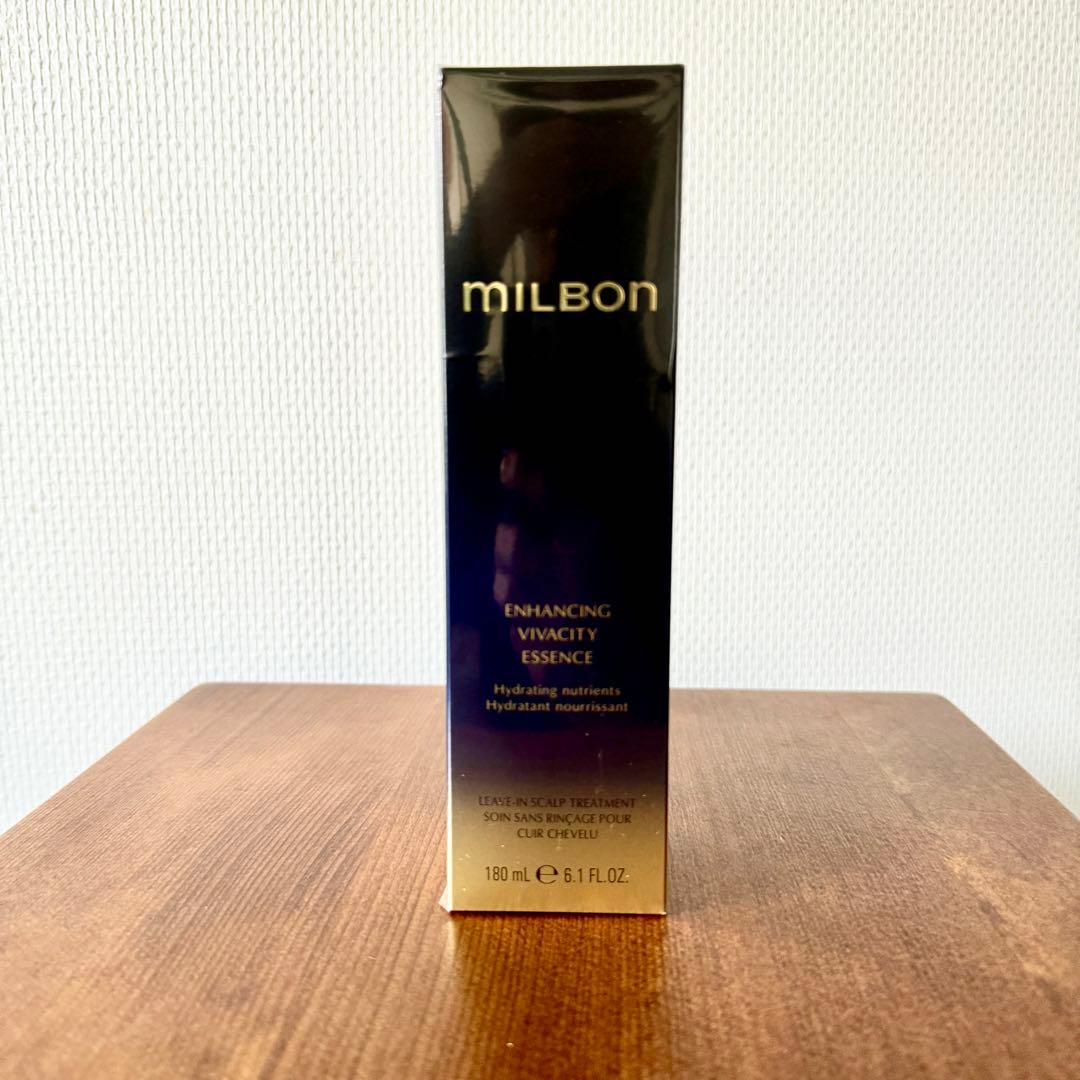 MILBON
ENHANCING
VIVACITY
ESSENCE
Hydrating nutrients
Hydratant nourrissant
LEAVE-IN SCALP TREATMENT
SOIN SANS RINÇAGE POUR
CUIR CHEVELU
180 mL ℮ 6.1 FL.OZ.